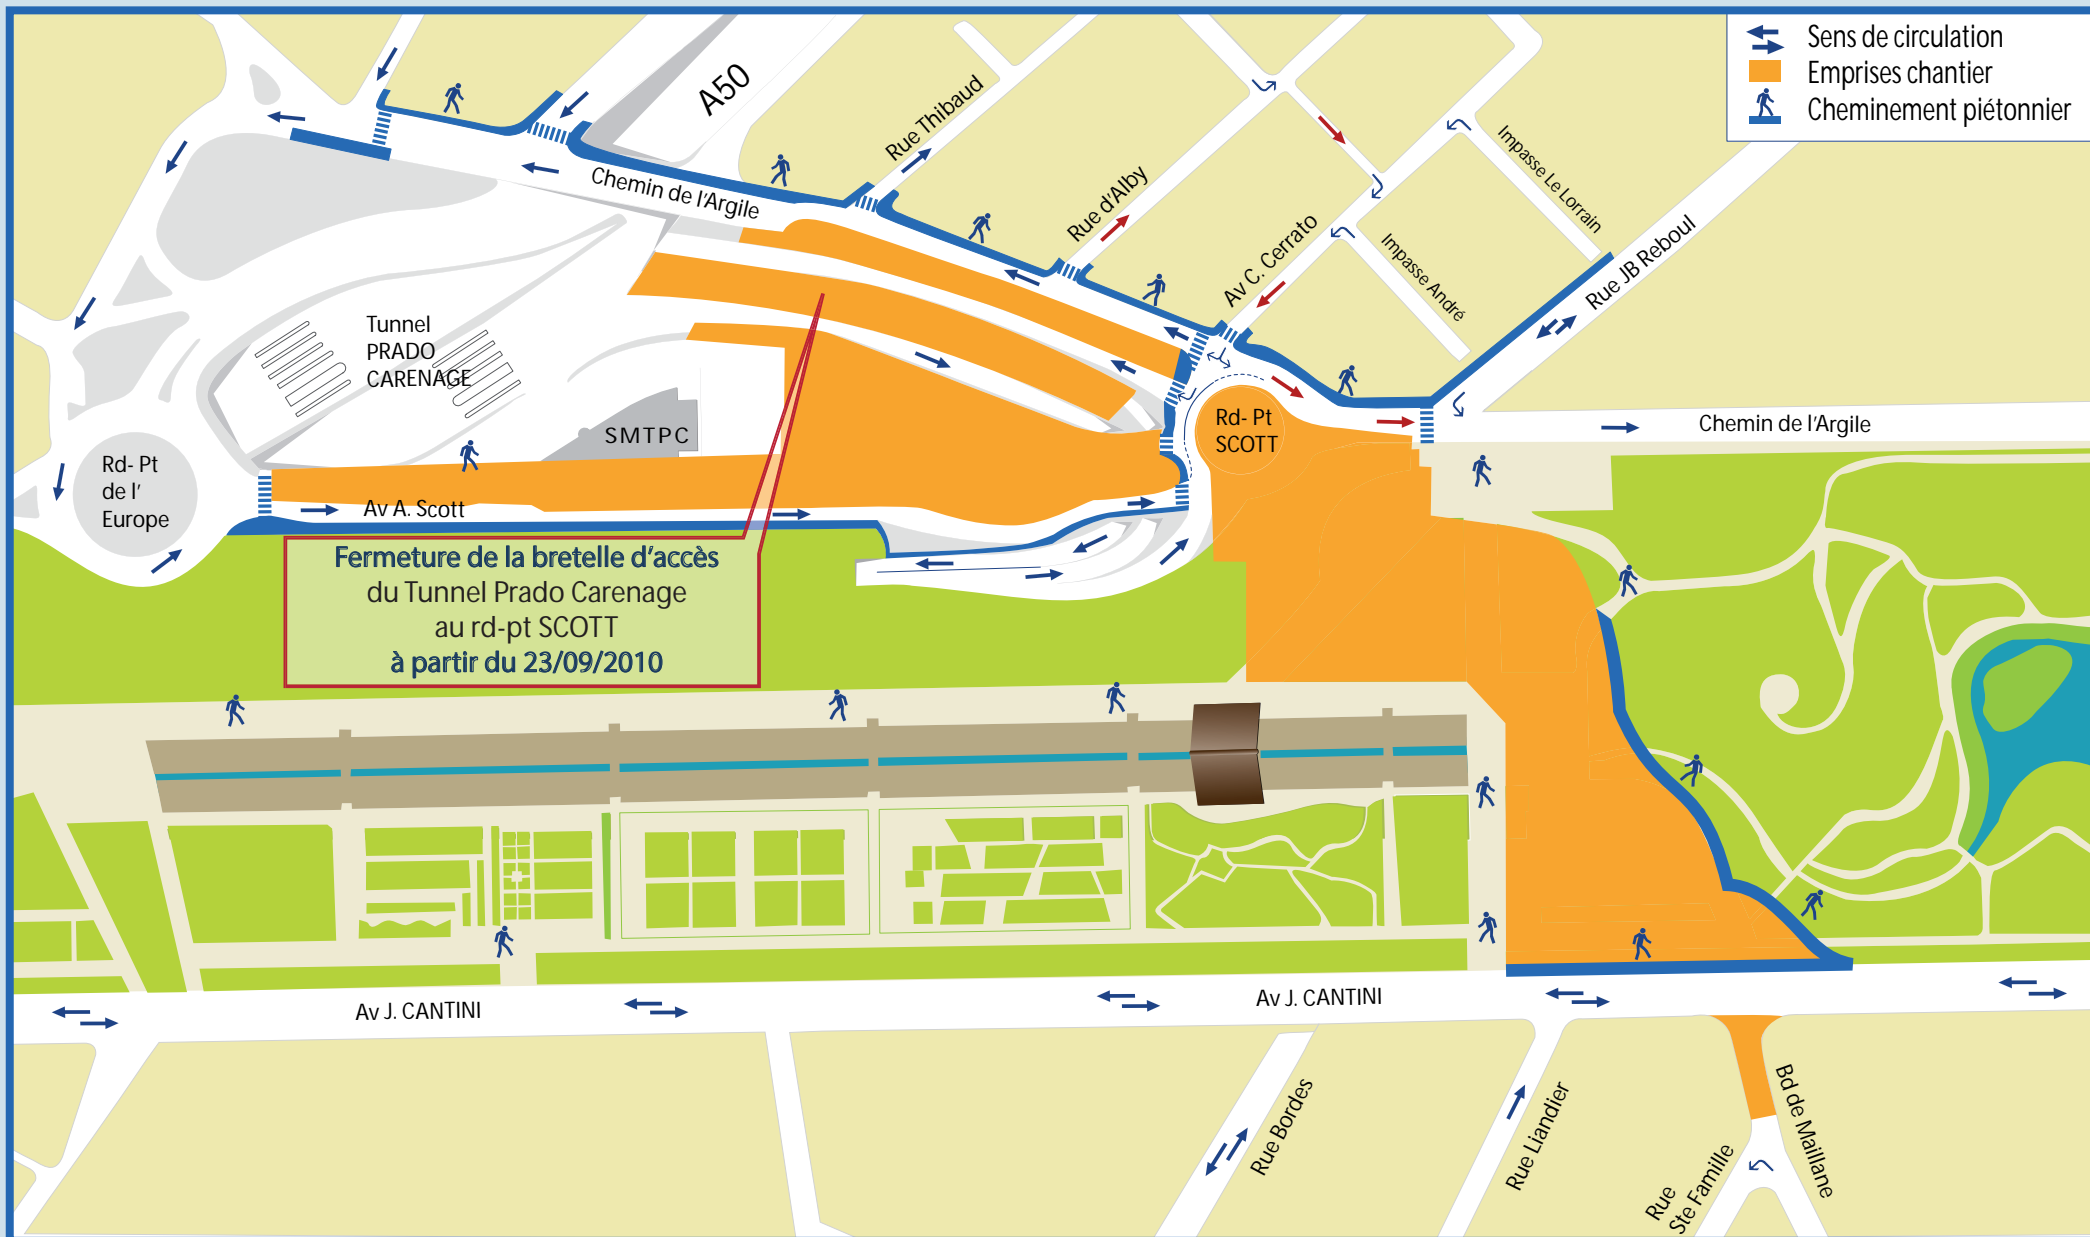 Sens de circulation
Emprises chantier
Cheminement piétonnier
A50
Rue Thibaud
Chemin de l'Argile
Rue d'Alby
Av C. Cerrato
Impasse Le Lorrain
Impasse André
Rue JB Reboul
Tunnel
PRADO
CARENAGE
SMTPC
Rd- Pt
SCOTT
Chemin de l'Argile
Rd- Pt
de l'
Europe
Av A. Scott
Fermeture de la bretelle d'accès
du Tunnel Prado Carenage
au rd-pt SCOTT
à partir du 23/09/2010
Av J. CANTINI
Av J. CANTINI
Rue Bordes
Rue Liandier
Rue
Ste Famille
Bd de Maillane